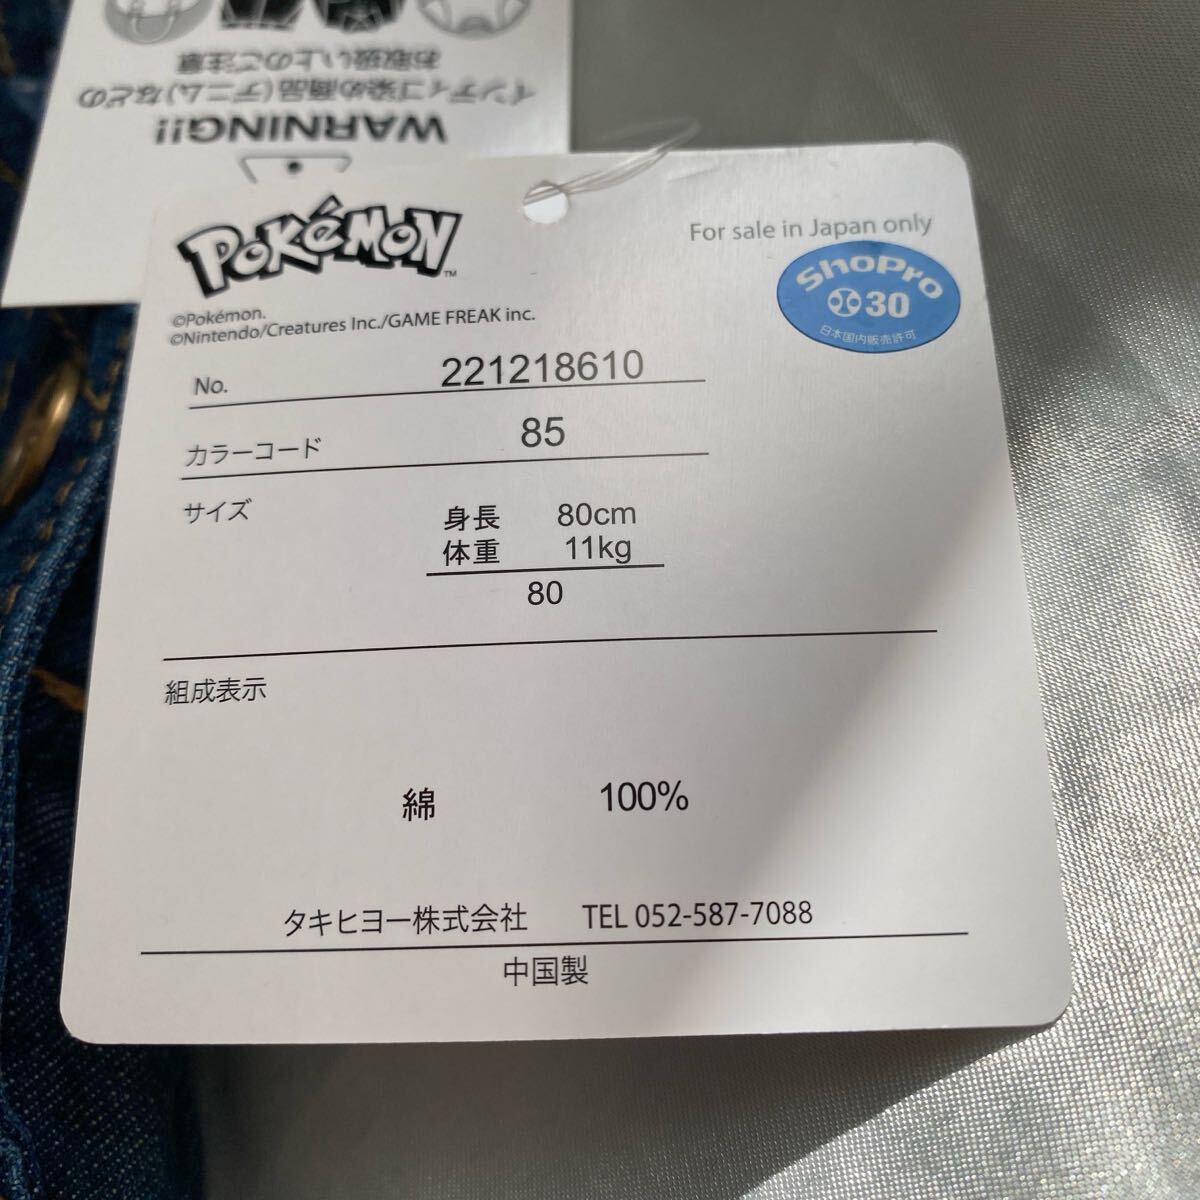 お取扱い上のご注意
インディゴ染め商品(デニム)などの
WARNING!!
POKéMON™
For sale in Japan only
ShoPro
30
日本国内販売許可
©Pokémon.
©Nintendo/Creatures Inc./GAME FREAK inc.
No. 221218610
カラーコード 85
サイズ 身長 80cm
体重 11kg
80
組成表示
綿 100%
タキヒヨー株式会社 TEL 052-587-7088
中国製